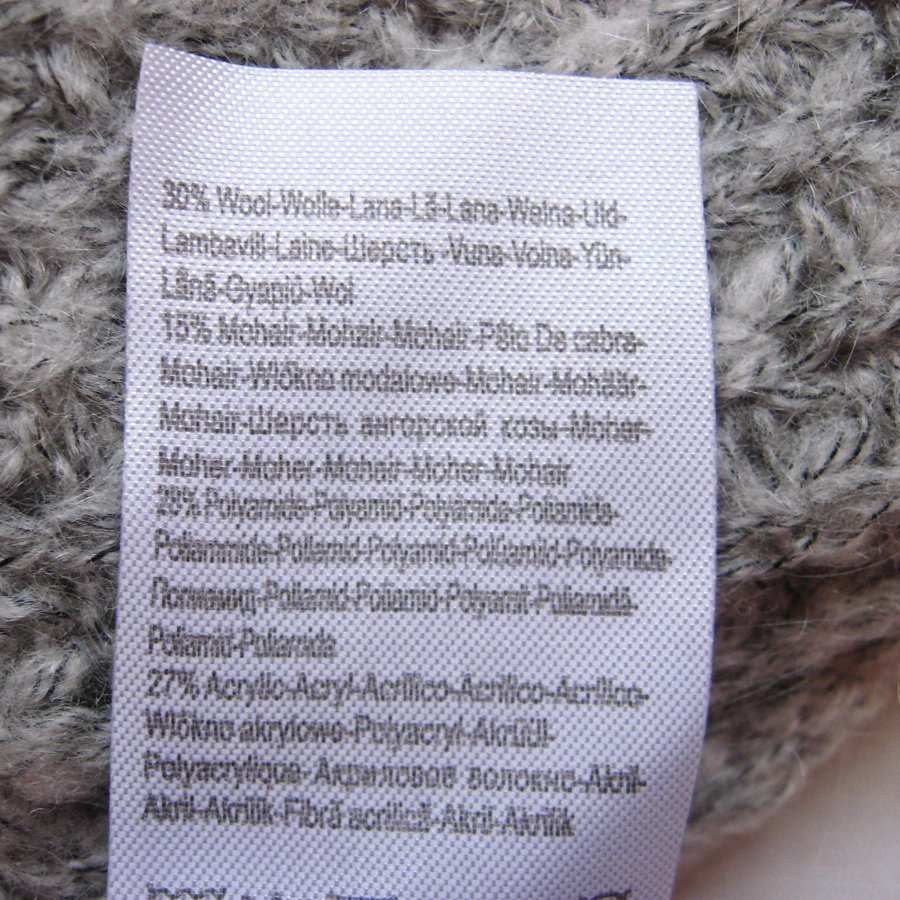 30% Wool-Wolle-Lana-Lã-Lana-Wełna-Uld-
Lambavill-Laine-Шерсть -Vuna-Volna-Yün-
Lână-Gyapjú-Wol
15% Mohair-Mohair-Mohair-Pêlo De cabra-
Mohair-Włókno modalowe-Mohair-Mohäär-
Mohair-Шерсть ангорской козы-Moher-
Moher-Moher-Mohair-Moher-Mohair
28% Polyamide-Polyamid-Polyamide-Poliamida-
Poliammide-Poliamid-Polyamid-Polüamiid-Polyamide-
Полиамид-Poliamid-Poliamid-Polyamit-Poliamidă-
Poliamid-Poliamida
27% Acrylic-Acryl-Acrílico-Acrílico-Acrilico-
Włókno akrylowe-Polyacryl-Akrüül-
Polyacrylique-Акриловое волокно-Akril-
Akril-Akrilik-Fibră acrilică-Akril-Akrilik